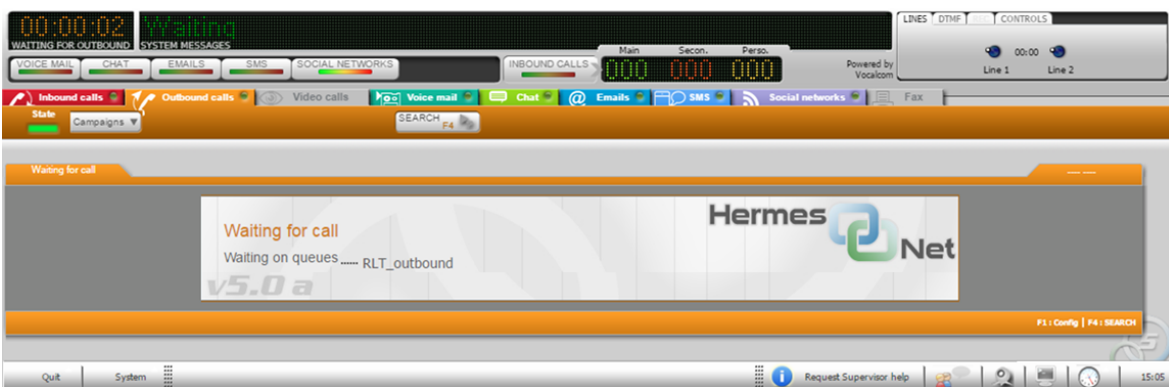 00:00:02 Waiting
WAITING FOR OUTBOUND SYSTEM MESSAGES
LINES DTMF CONTROLS
00:00
Line 1 Line 2
VOICE MAIL CHAT EMAILS SMS SOCIAL NETWORKS
INBOUND CALLS
Main Secon. Perso.
000 000 000
Powered by
Vocalcom
Inbound calls Outbound calls Video calls Voice mail Chat @ Emails SMS Social networks Fax
State
Campaigns
SEARCH
F4
Waiting for call
---- ----
Waiting for call
Waiting on queues ..... RLT_outbound
v5.0 a
Hermes
Net
F1 : Config | F4 : SEARCH
Quit System
Request Supervisor help
15:05